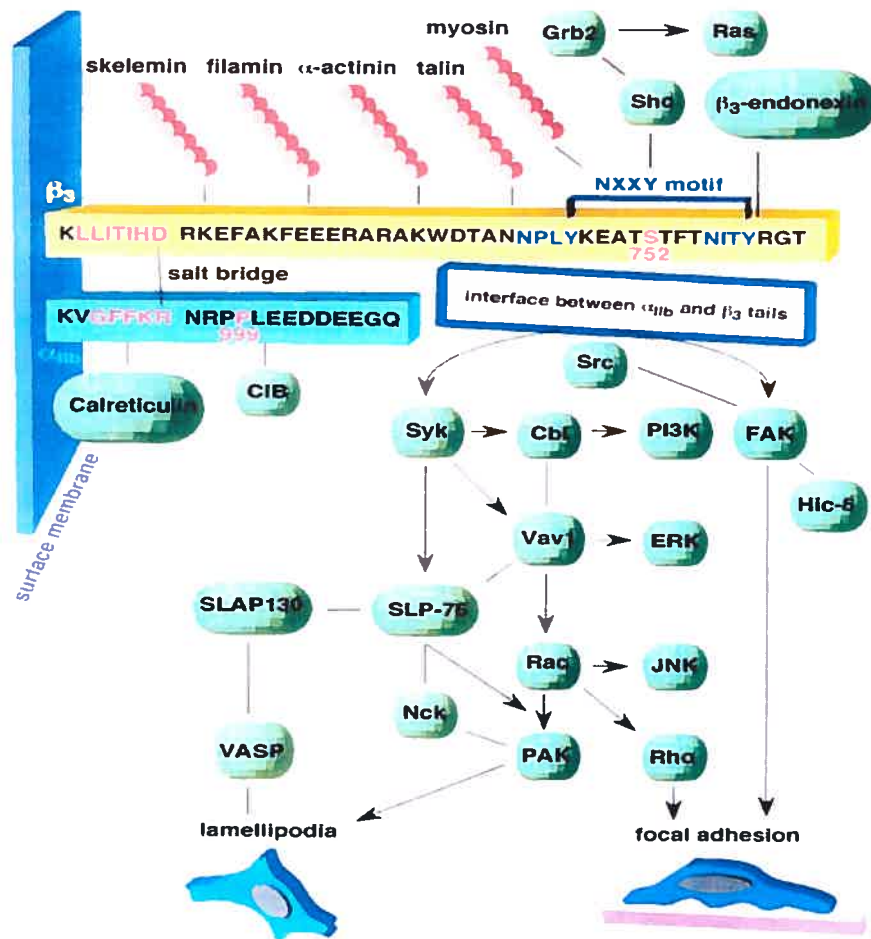 myosin
Grb2
Ras
skelemin
filamin
α-actinin
talin
Shc
β3-endonexin
NXXY motif
β3
KLLITIHD RKEFAKFEEERARAKWDTANNPLYKEATSTFTNITYRGT
752
salt bridge
KVGFFKR NRPPLEEDDEEGQ
999
αIIb
interface between αIIb and β3 tails
Calreticulin
CIB
Src
Syk
Cbl
PI3K
FAK
Hic-5
surface membrane
Vav1
ERK
SLAP130
SLP-76
Rac
JNK
Nck
VASP
PAK
Rho
lamellipodia
focal adhesion